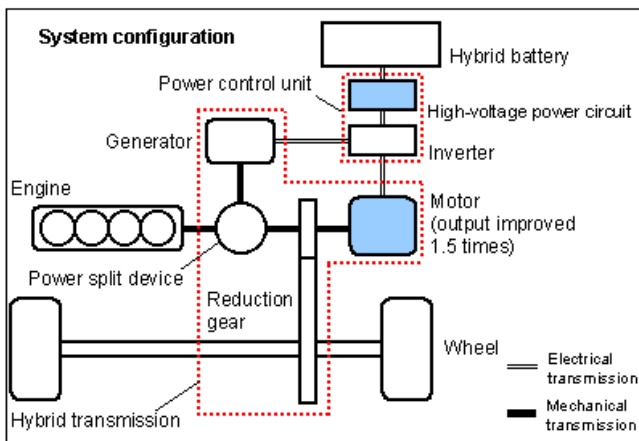 System configuration
Hybrid battery
Power control unit
High-voltage power circuit
Generator
Inverter
Engine
Motor
(output improved
1.5 times)
Power split device
Reduction
gear
Wheel
Electrical
transmission
Hybrid transmission
Mechanical
transmission